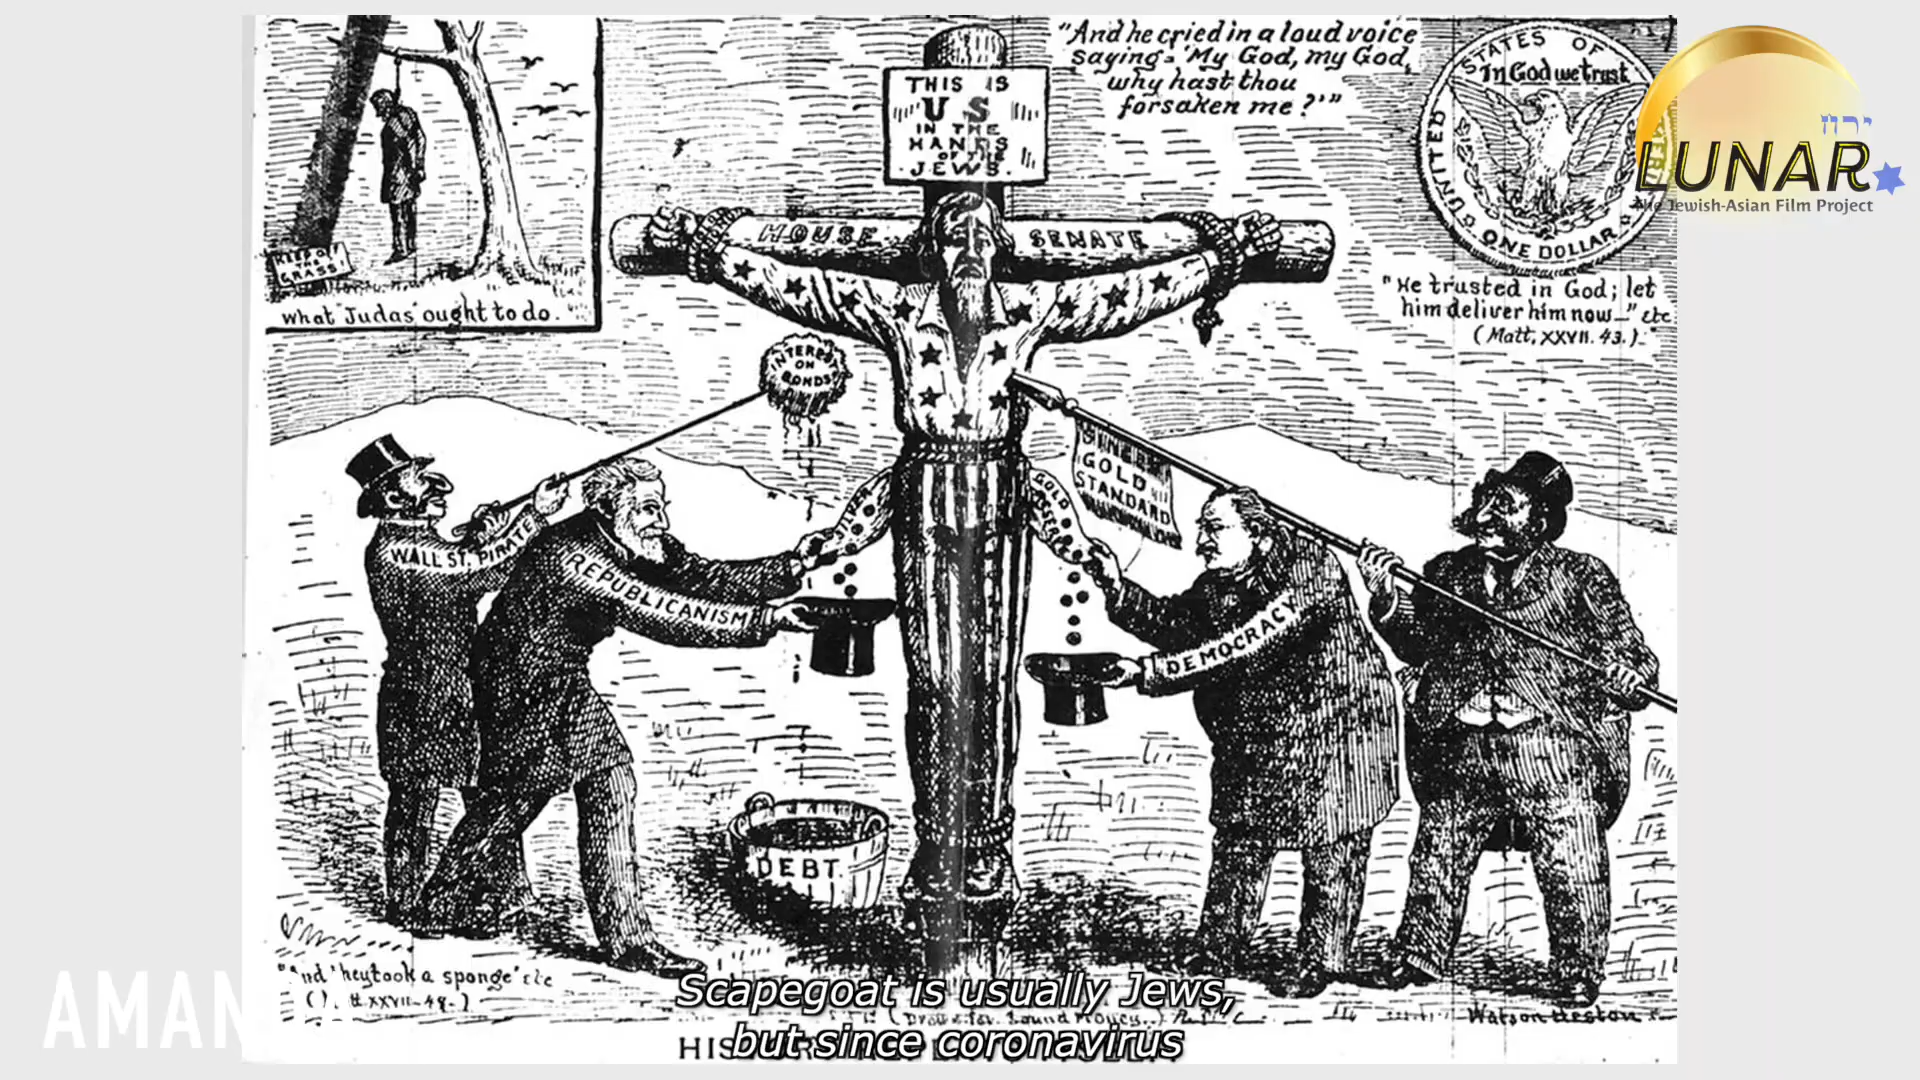 "And he cried in a loud voice
saying= 'My God, my God,
why hast thou
forsaken me ?'"
THIS IS
U S
IN THE
HANDS
OF THE
JEWS.
UNITED STATES OF
In God we trust
ONE DOLLAR
ירח
LUNAR
The Jewish-Asian Film Project
HOUSE
SENATE
KEEP OFF
THE
GRASS!
what Judas ought to do.
"He trusted in God; let
him deliver him now—" etc
(Matt. XXVII. 43.)
INTEREST
ON
BONDS
SINGLE
GOLD
STANDARD
SILVER
GOLD
WALL ST. PIRATE
REPUBLICANISM
DEMOCRACY
DEBT.
took a sponge' etc
XXVII-48-)
Watson Heston
Scapegoat is usually Jews,
but since coronavirus